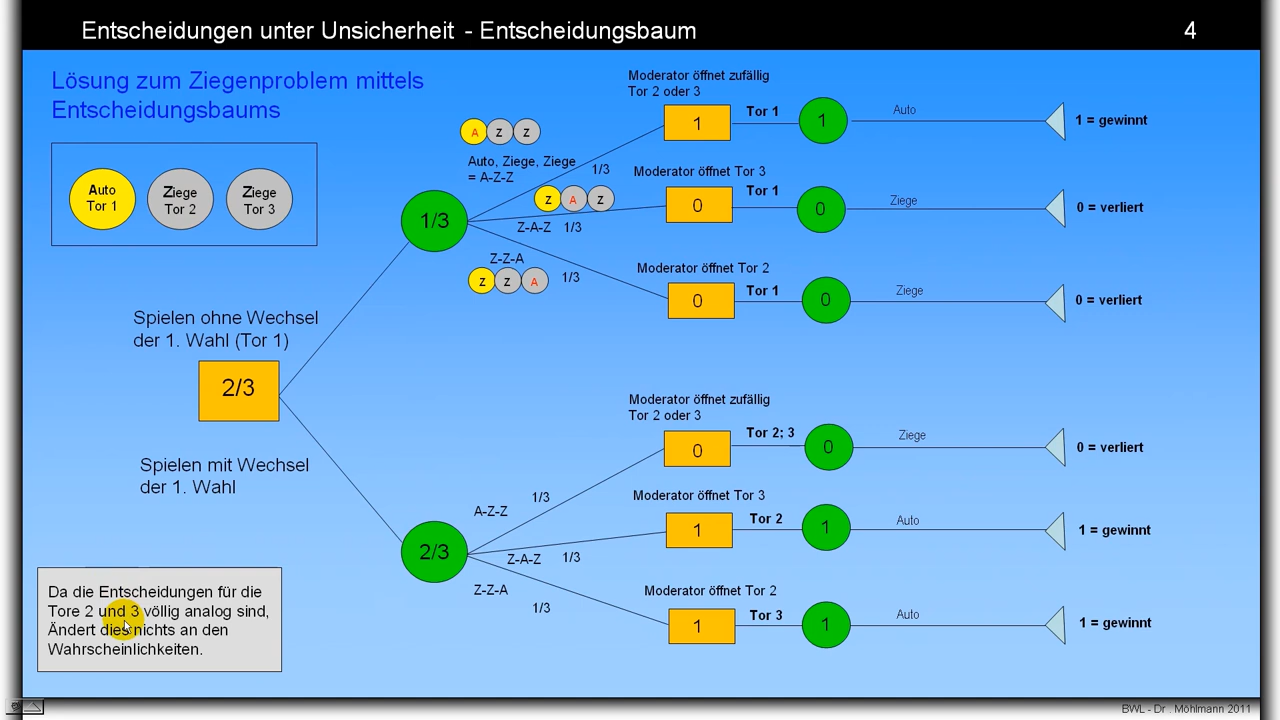 Entscheidungen unter Unsicherheit - Entscheidungsbaum
4
Lösung zum Ziegenproblem mittels
Entscheidungsbaums
Auto
Tor 1
Ziege
Tor 2
Ziege
Tor 3
A
z
z
Auto, Ziege, Ziege
= A-Z-Z
1/3
z
A
z
Z-A-Z
1/3
Z-Z-A
z
z
A
1/3
1/3
Moderator öffnet zufällig
Tor 2 oder 3
1
Tor 1
1
Auto
1 = gewinnt
Moderator öffnet Tor 3
0
Tor 1
0
Ziege
0 = verliert
Moderator öffnet Tor 2
0
Tor 1
0
Ziege
0 = verliert
Spielen ohne Wechsel
der 1. Wahl (Tor 1)
2/3
Spielen mit Wechsel
der 1. Wahl
2/3
A-Z-Z
1/3
Z-A-Z
1/3
Z-Z-A
1/3
Moderator öffnet zufällig
Tor 2 oder 3
0
Tor 2; 3
0
Ziege
0 = verliert
Moderator öffnet Tor 3
1
Tor 2
1
Auto
1 = gewinnt
Moderator öffnet Tor 2
1
Tor 3
1
Auto
1 = gewinnt
Da die Entscheidungen für die
Tore 2 und 3 völlig analog sind,
Ändert dies nichts an den
Wahrscheinlichkeiten.
BWL - Dr . Möhlmann 2011